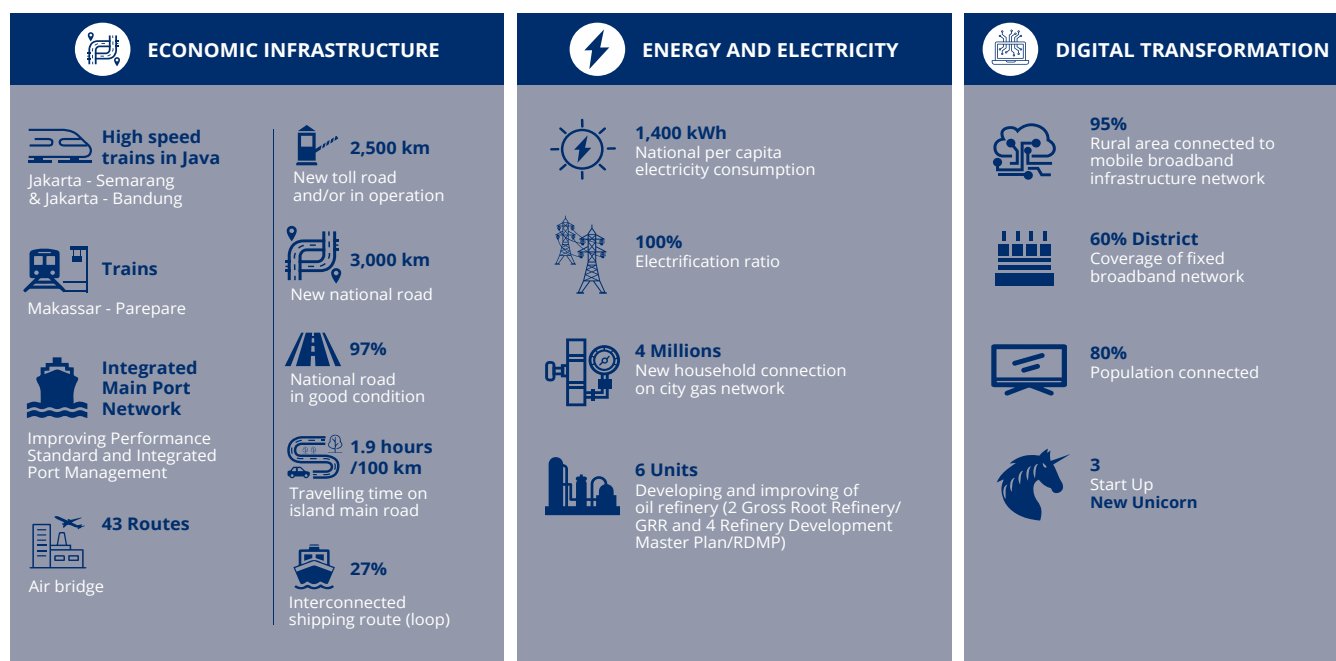 ECONOMIC INFRASTRUCTURE
High speed
trains in Java
Jakarta - Semarang
& Jakarta - Bandung
Trains
Makassar - Parepare
Integrated
Main Port
Network
Improving Performance
Standard and Integrated
Port Management
43 Routes
Air bridge
2,500 km
New toll road
and/or in operation
3,000 km
New national road
97%
National road
in good condition
1.9 hours
/100 km
Travelling time on
island main road
27%
Interconnected
shipping route (loop)
ENERGY AND ELECTRICITY
1,400 kWh
National per capita
electricity consumption
100%
Electrification ratio
4 Millions
New household connection
on city gas network
6 Units
Developing and improving of
oil refinery (2 Gross Root Refinery/
GRR and 4 Refinery Development
Master Plan/RDMP)
DIGITAL TRANSFORMATION
95%
Rural area connected to
mobile broadband
infrastructure network
60% District
Coverage of fixed
broadband network
80%
Population connected
3
Start Up
New Unicorn